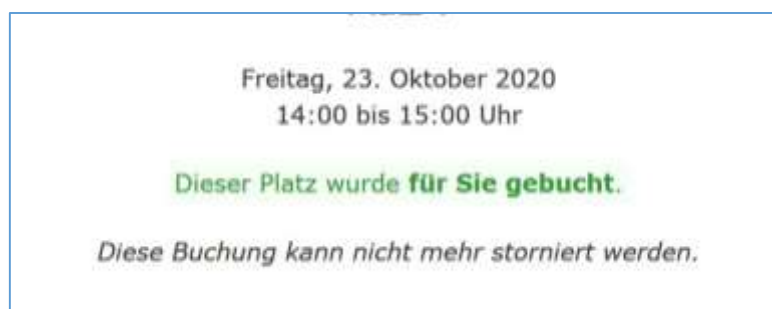 Freitag, 23. Oktober 2020
14:00 bis 15:00 Uhr
Dieser Platz wurde für Sie gebucht.
Diese Buchung kann nicht mehr storniert werden.